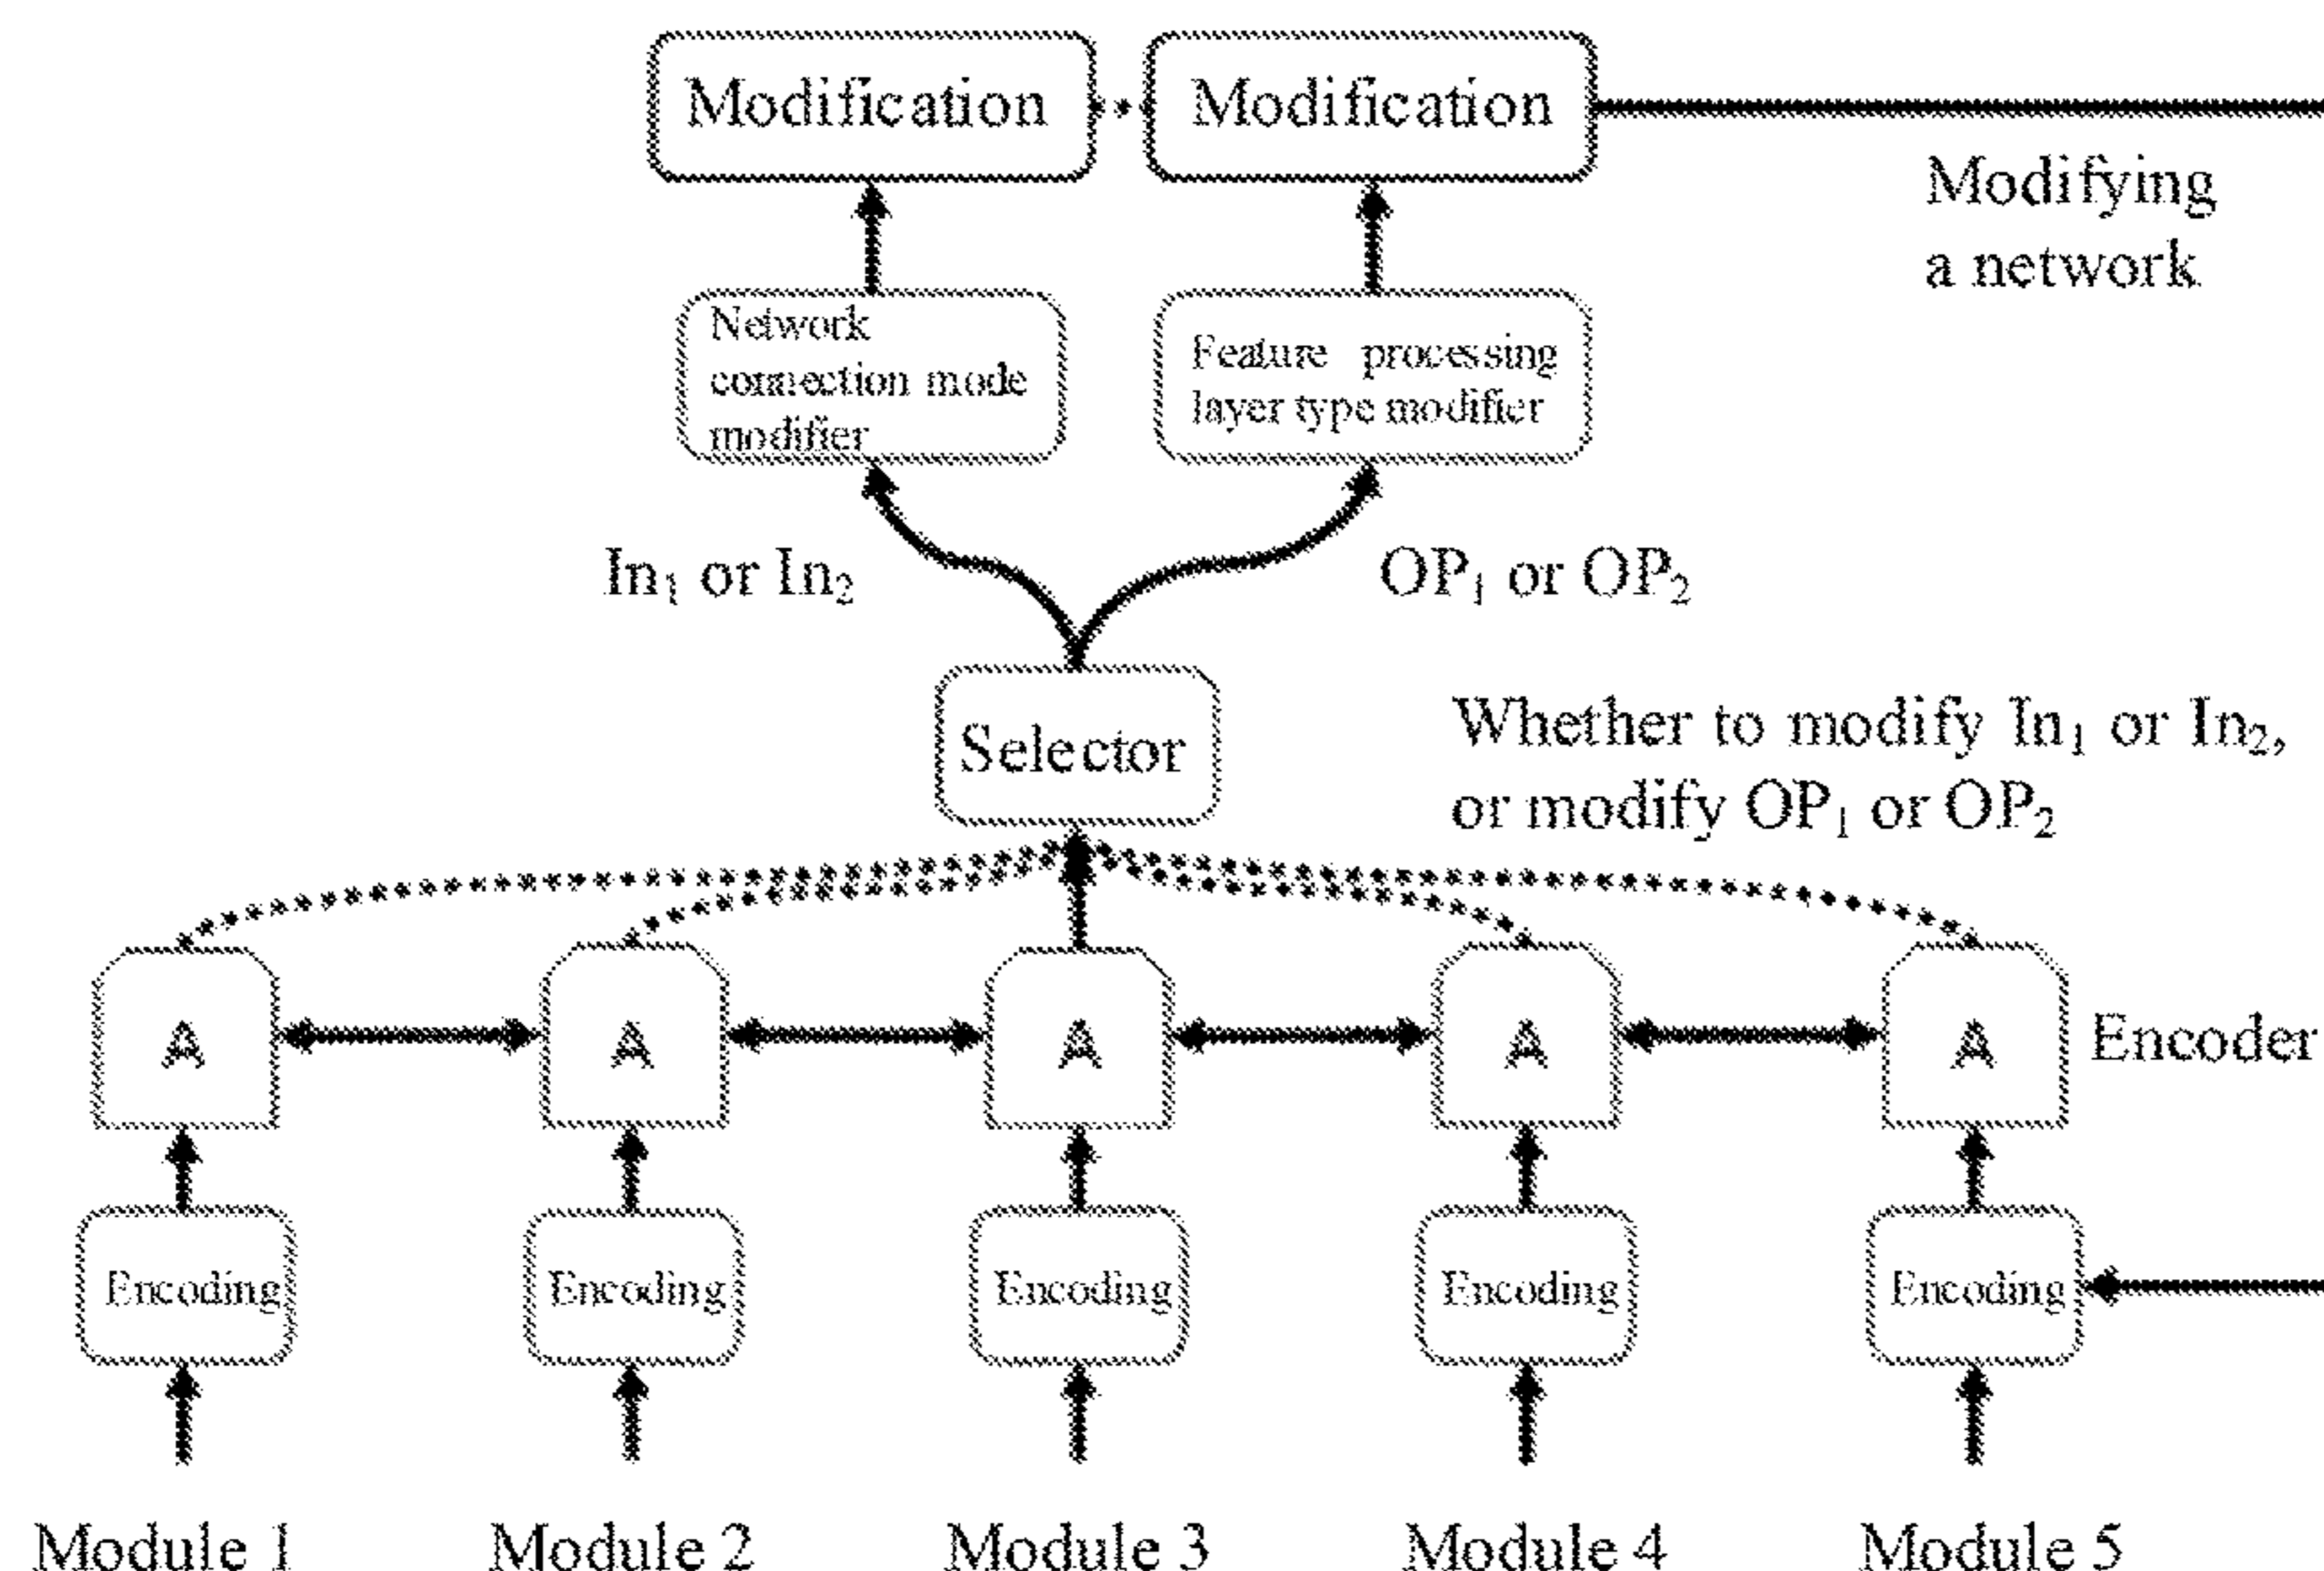 Modification
Modification
Modifying
a network
Network
connection mode
modifier
Feature processing
layer type modifier
In₁ or In₂
OP₁ or OP₂
Selector
Whether to modify In₁ or In₂,
or modify OP₁ or OP₂
A
A
A
A
A
Encoder
Encoding
Encoding
Encoding
Encoding
Encoding
Module 1
Module 2
Module 3
Module 4
Module 5